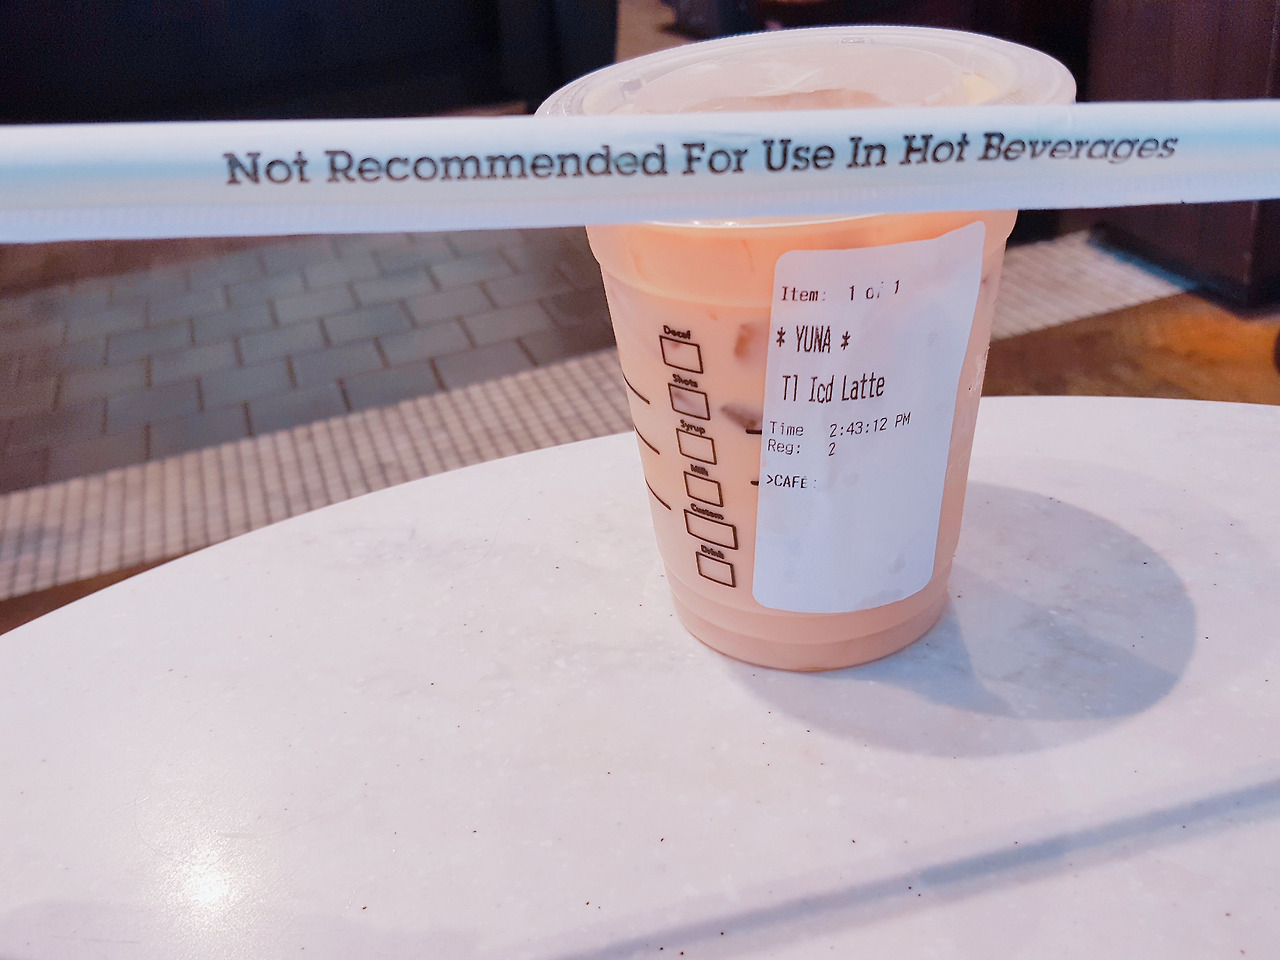 Not Recommended For Use In Hot Beverages
Item: 1 of 1
* YUNA *
Tl Icd Latte
Time 2:43:12 PM
Reg: 2
>CAFE:
Decaf
Shots
Syrup
Milk
Custom
Drink